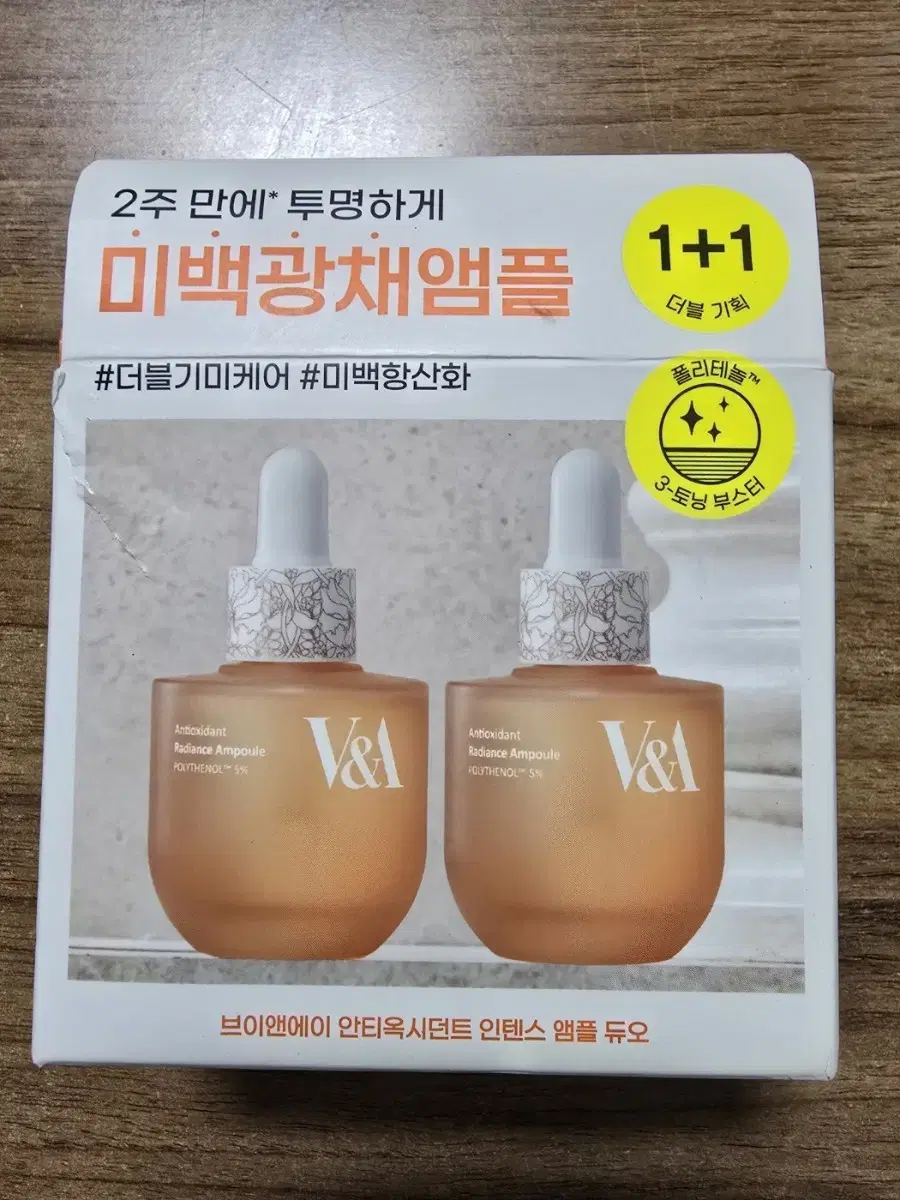 2주 만에* 투명하게
미백광채앰플
1+1
더블 기획
#더블기미케어 #미백항산화
폴리테놀™
3-토닝 부스터
Antioxidant
Radiance Ampoule
POLYTHENOL™ 5%
V&A
Antioxidant
Radiance Ampoule
POLYTHENOL™ 5%
V&A
브이앤에이 안티옥시던트 인텐스 앰플 듀오